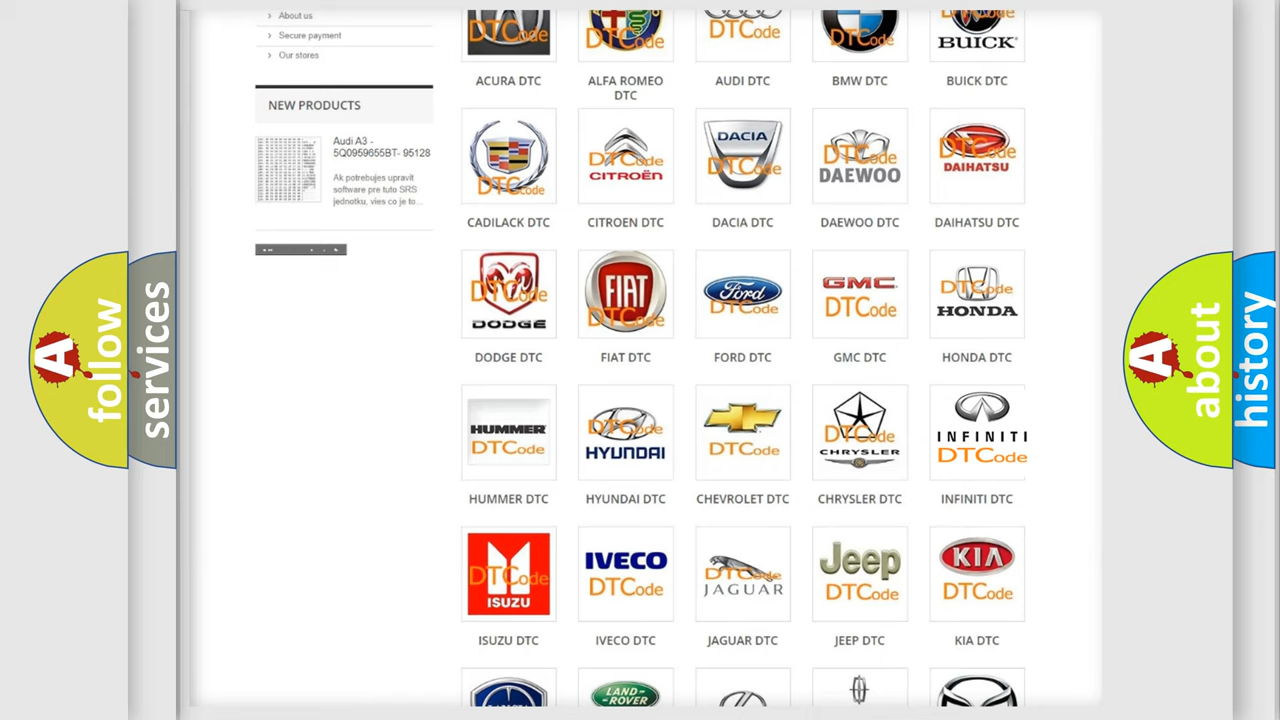 About us
Secure payment
Our stores
NEW PRODUCTS
Audi A3 -
5Q0959655BT- 95128
Ak potrebujes upravit
software pre tuto SRS
jednotku, vies co je to...
DTCode
DTCode
DTCode
DTCode
BUICK
ACURA DTC
ALFA ROMEO
DTC
AUDI DTC
BMW DTC
BUICK DTC
DTCode
DTCode
CITROËN
DACIA
DTCode
DTCode
DAEWOO
DTCode
DAIHATSU
CADILACK DTC
CITROEN DTC
DACIA DTC
DAEWOO DTC
DAIHATSU DTC
DTCode
DODGE
FIAT
DTCode
Ford
DTCode
GMC
DTCode
DTCode
HONDA
DODGE DTC
FIAT DTC
FORD DTC
GMC DTC
HONDA DTC
HUMMER
DTCode
DTCode
HYUNDAI
DTCode
DTCode
CHRYSLER
INFINITI
DTCode
HUMMER DTC
HYUNDAI DTC
CHEVROLET DTC
CHRYSLER DTC
INFINITI DTC
DTCode
ISUZU
IVECO
DTCode
DTCode
JAGUAR
Jeep
DTCode
KIA
DTCode
ISUZU DTC
IVECO DTC
JAGUAR DTC
JEEP DTC
KIA DTC
LAND-
ROVER
A follow
services
A about
history